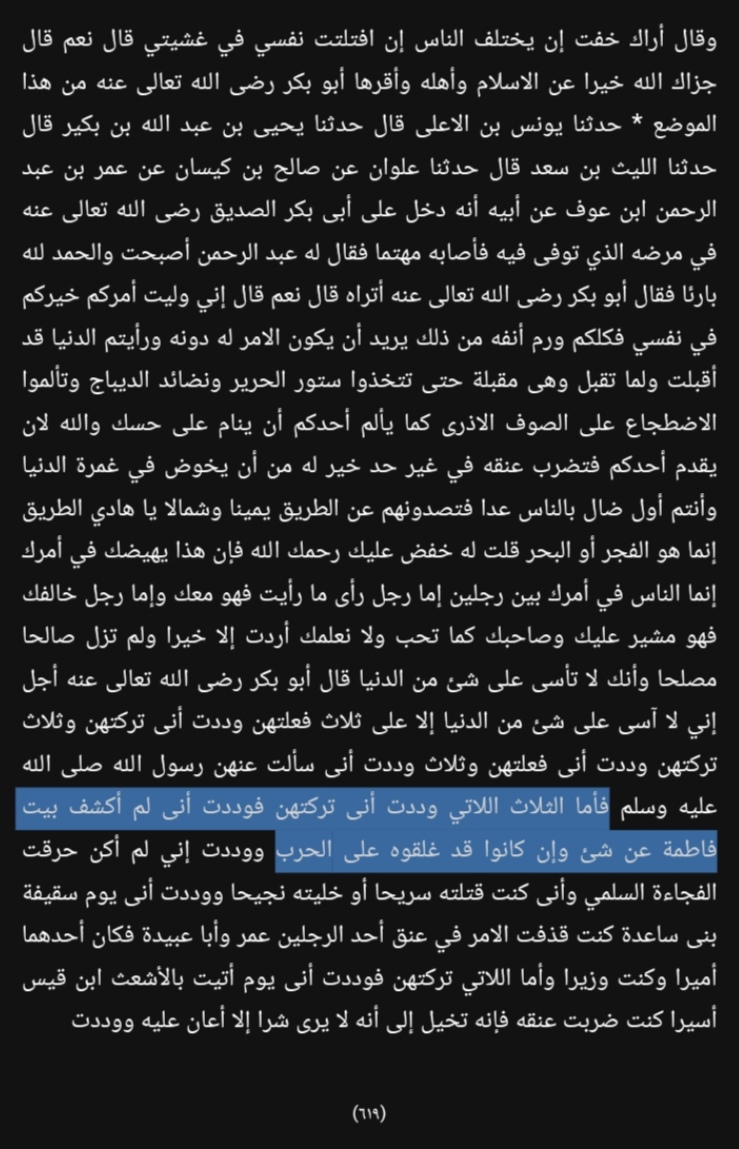 وقال أراك خفت إن يختلف الناس إن افتلتت نفسي في غشيتي قال نعم قال
جزاك الله خيرا عن الاسلام وأهله وأقرها أبو بكر رضى الله تعالى عنه من هذا
الموضع * حدثنا يونس بن الاعلى قال حدثنا يحيى بن عبد الله بن بكير قال
حدثنا الليث بن سعد قال حدثنا علوان عن صالح بن كيسان عن عمر بن عبد
الرحمن ابن عوف عن أبيه أنه دخل على أبى بكر الصديق رضى الله تعالى عنه
في مرضه الذي توفى فيه فأصابه مهتما فقال له عبد الرحمن أصبحت والحمد لله
بارئا فقال أبو بكر رضى الله تعالى عنه أتراه قال نعم قال إني وليت أمركم خيركم
في نفسي فكلكم ورم أنفه من ذلك يريد أن يكون الامر له دونه ورأيتم الدنيا قد
أقبلت ولما تقبل وهى مقبلة حتى تتخذوا ستور الحرير ونضائد الديباج وتألموا
الاضطجاع على الصوف الاذرى كما يألم أحدكم أن ينام على حسك والله لان
يقدم أحدكم فتضرب عنقه في غير حد خير له من أن يخوض في غمرة الدنيا
وأنتم أول ضال بالناس عدا فتصدونهم عن الطريق يمينا وشمالا يا هادي الطريق
إنما هو الفجر أو البحر قلت له خفض عليك رحمك الله فإن هذا يهيضك في أمرك
إنما الناس في أمرك بين رجلين إما رجل رأى ما رأيت فهو معك وإما رجل خالفك
فهو مشير عليك وصاحبك كما تحب ولا نعلمك أردت إلا خيرا ولم تزل صالحا
مصلحا وأنك لا تأسى على شئ من الدنيا قال أبو بكر رضى الله تعالى عنه أجل
إني لا آسى على شئ من الدنيا إلا على ثلاث فعلتهن وددت أنى تركتهن وثلاث
تركتهن وددت أنى فعلتهن وثلاث وددت أنى سألت عنهن رسول الله صلى الله
عليه وسلم فأما الثلاث اللاتي وددت أنى تركتهن فوددت أنى لم أكشف بيت
فاطمة عن شئ وإن كانوا قد غلقوه على الحرب ووددت إني لم أكن حرقت
الفجاءة السلمي وأنى كنت قتلته سريحا أو خليته نجيحا ووددت أنى يوم سقيفة
بنى ساعدة كنت قذفت الامر في عنق أحد الرجلين عمر وأبا عبيدة فكان أحدهما
أميرا وكنت وزيرا وأما اللاتي تركتهن فوددت أنى يوم أتيت بالأشعث ابن قيس
أسيرا كنت ضربت عنقه فإنه تخيل إلى أنه لا يرى شرا إلا أعان عليه ووددت
(٦١٩)